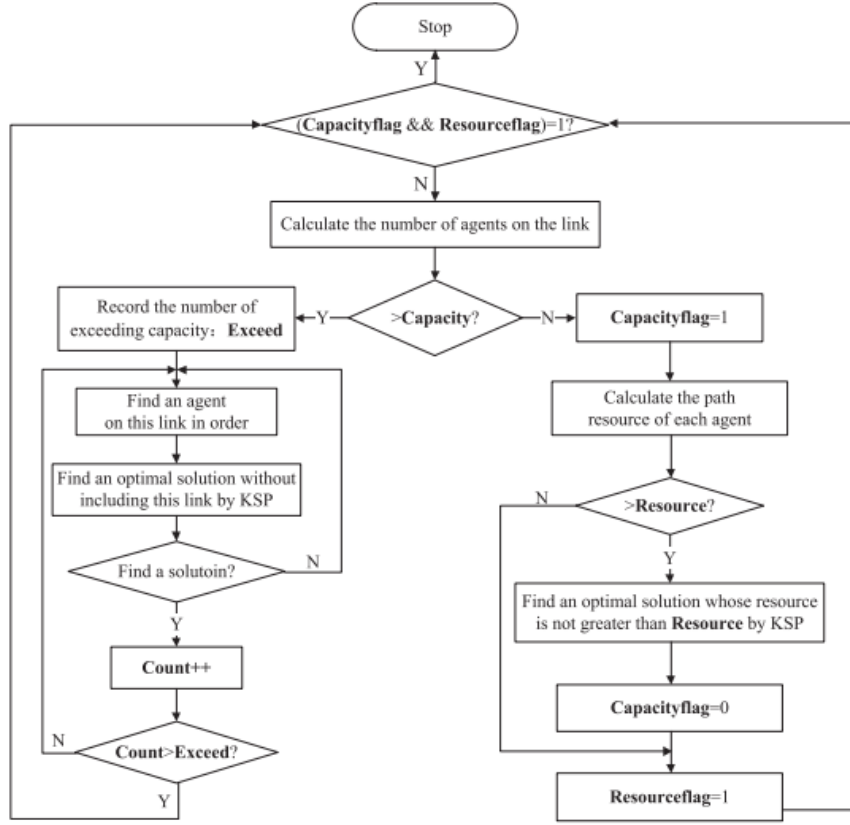 Stop
Y
(Capacityflag && Resourceflag)=1?
N
Calculate the number of agents on the link
>Capacity?
Y
N
Record the number of
exceeding capacity: Exceed
Find an agent
on this link in order
Find an optimal solution without
including this link by KSP
Find a solutoin?
N
Y
Count++
Count>Exceed?
N
Y
Capacityflag=1
Calculate the path
resource of each agent
>Resource?
N
Y
Find an optimal solution whose resource
is not greater than Resource by KSP
Capacityflag=0
Resourceflag=1